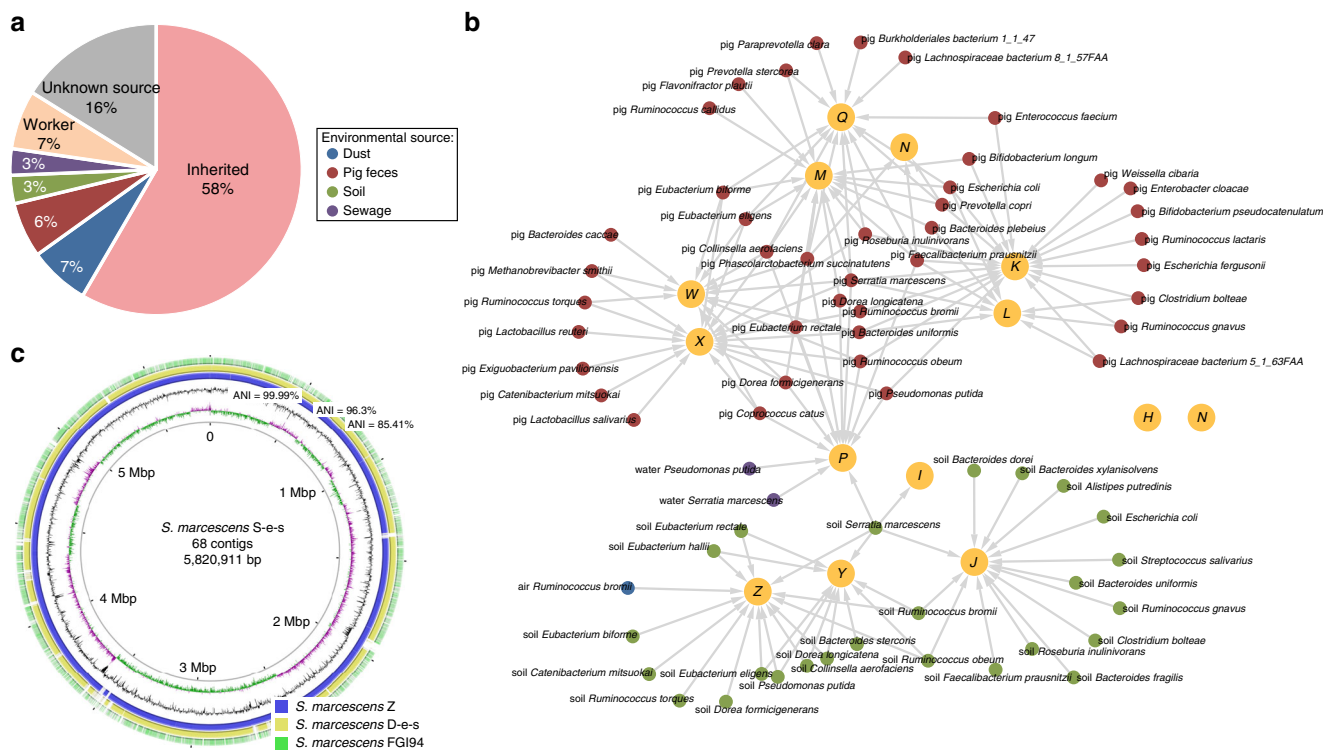 a
Unknown source
16%
Worker
7%
3%
3%
6%
7%
Inherited
58%
Environmental source:
Dust
Pig feces
Soil
Sewage
b
pig Burkholderiales bacterium 1_1_47
pig Paraprevotella clara
pig Lachnospiraceae bacterium 8_1_57FAA
pig Prevotella stercorea
pig Flavonifractor plautii
pig Ruminococcus callidus
Q
pig Enterococcus faecium
N
pig Bifidobacterium longum
M
pig Weissella cibaria
pig Eubacterium biforme
pig Escherichia coli
pig Enterobacter cloacae
pig Prevotella copri
pig Bifidobacterium pseudocatenulatum
pig Eubacterium eligens
pig Bacteroides plebeius
pig Bacteroides caccae
pig Roseburia inulinivorans
pig Ruminococcus lactaris
pig Collinsella aerofaciens
pig Faecalibacterium prausnitzii
pig Phascolarctobacterium succinatutens
pig Escherichia fergusonii
K
pig Methanobrevibacter smithii
pig Serratia marcescens
W
pig Clostridium bolteae
pig Ruminococcus torques
pig Dorea longicatena
pig Ruminococcus bromii
L
pig Eubacterium rectale
pig Ruminococcus gnavus
pig Lactobacillus reuteri
pig Bacteroides uniformis
X
pig Ruminococcus obeum
pig Lachnospiraceae bacterium 5_1_63FAA
pig Exiguobacterium pavilionensis
pig Dorea formicigenerans
pig Catenibacterium mitsuokai
pig Pseudomonas putida
pig Coprococcus catus
pig Lactobacillus salivarius
H
N
P
water Pseudomonas putida
I
soil Bacteroides dorei
soil Bacteroides xylanisolvens
soil Alistipes putredinis
water Serratia marcescens
soil Escherichia coli
soil Eubacterium rectale
soil Serratia marcescens
soil Eubacterium hallii
soil Streptococcus salivarius
J
Y
Z
air Ruminococcus bromii
soil Bacteroides uniformis
soil Ruminococcus bromii
soil Ruminococcus gnavus
soil Eubacterium biforme
soil Bacteroides stercoris
soil Clostridium bolteae
soil Dorea longicatena
soil Roseburia inulinivorans
soil Ruminococcus obeum
soil Collinsella aerofaciens
soil Catenibacterium mitsuokai
soil Eubacterium eligens
soil Faecalibacterium prausnitzii
soil Bacteroides fragilis
soil Pseudomonas putida
soil Ruminococcus torques
soil Dorea formicigenerans
c
ANI = 99.99%
ANI = 96.3%
ANI = 85.41%
0
1 Mbp
2 Mbp
3 Mbp
4 Mbp
5 Mbp
S. marcescens S-e-s
68 contigs
5,820,911 bp
S. marcescens Z
S. marcescens D-e-s
S. marcescens FGI94